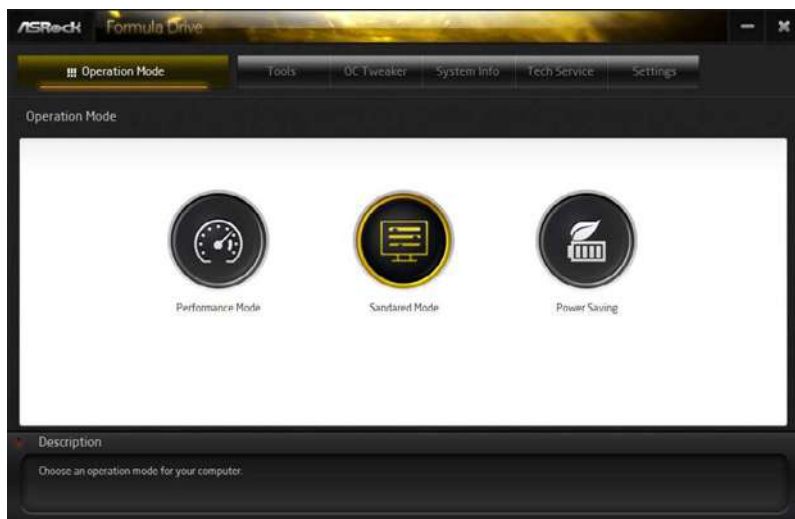 ASRock Formula Drive
Operation Mode Tools OC Tweaker System Info Tech Service Settings
Operation Mode
Performance Mode Sandared Mode Power Saving
Description
Choose an operation mode for your computer.